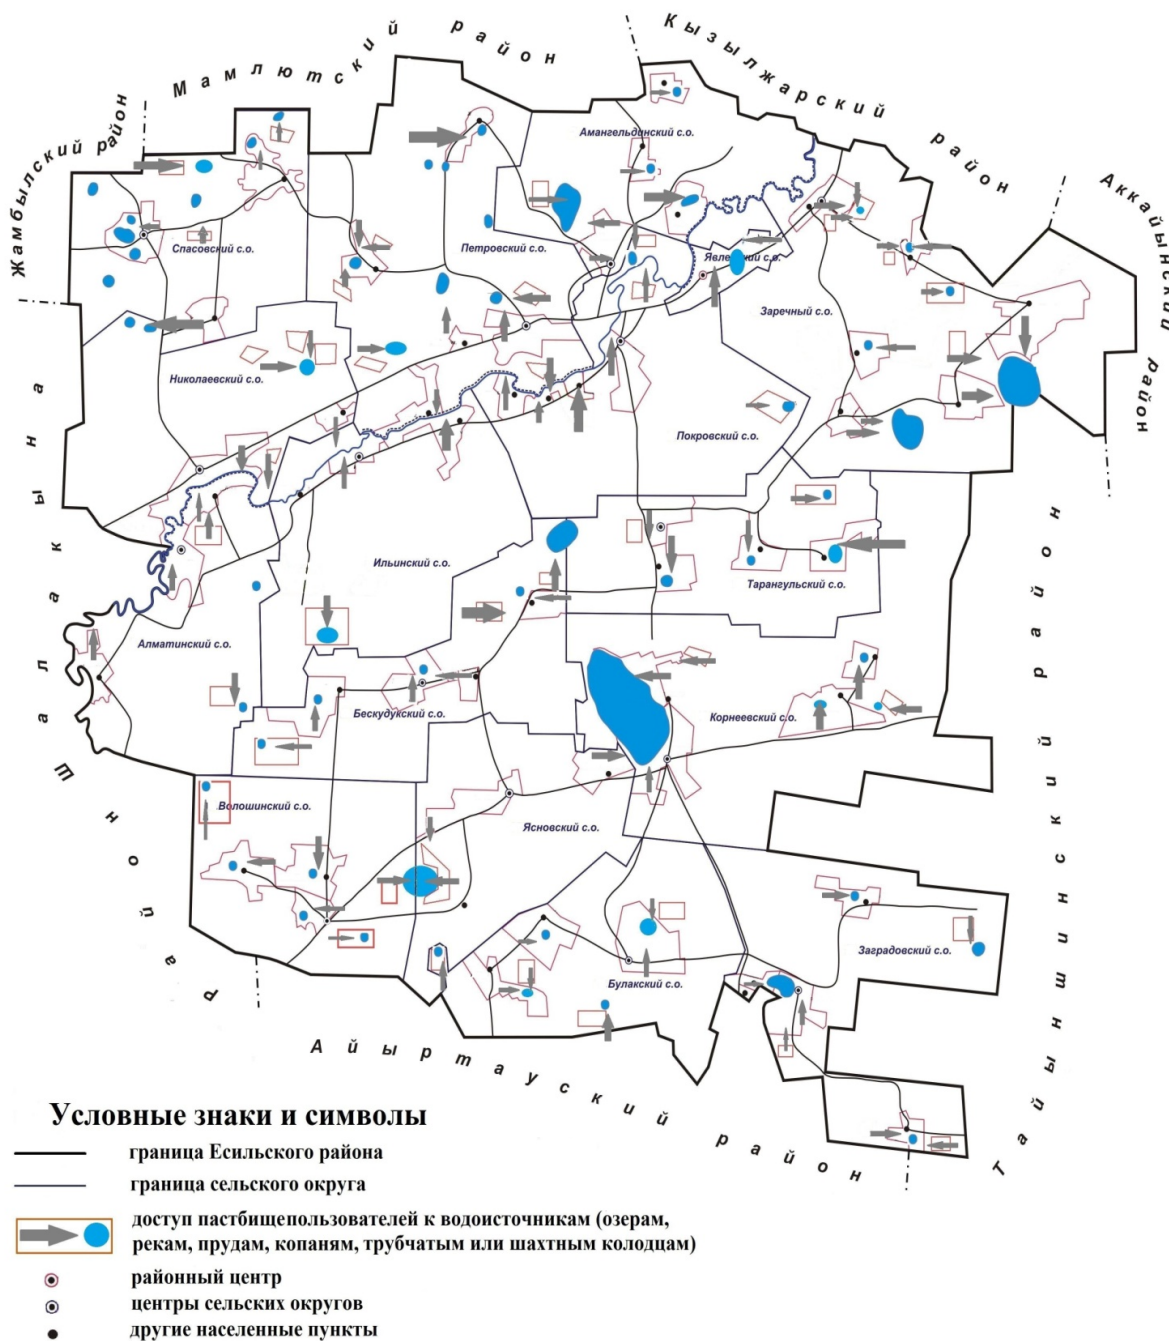 Мамлютский район
Кызылжарский район
Жамбылский район
Аккайынский район
Амангельдинский с.о.
Спасовский с.о.
Петровский с.о.
Явленский с.о.
Заречный с.о.
Николаевский с.о.
Покровский с.о.
Ильинский с.о.
Тарангульский с.о.
Алматинский с.о.
Бескудукский с.о.
Корнеевский с.о.
Волошинский с.о.
Ясновский с.о.
Заградовский с.о.
Булакский с.о.
Район Шал акына
Айыртауский район
Тайыншинский район
Условные знаки и символы
граница Есильского района
граница сельского округа
доступ пастбищепользователей к водоисточникам (озерам,
рекам, прудам, копаням, трубчатым или шахтным колодцам)
районный центр
центры сельских округов
другие населенные пункты